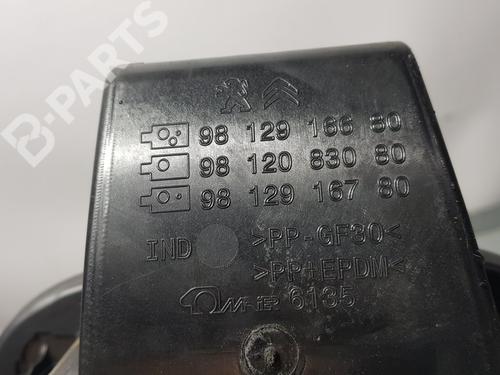 B-PARTS
98 129 166 80
98 120 830 80
98 129 167 80
IND >PP-GF30<
>PP+EPDM<
6135